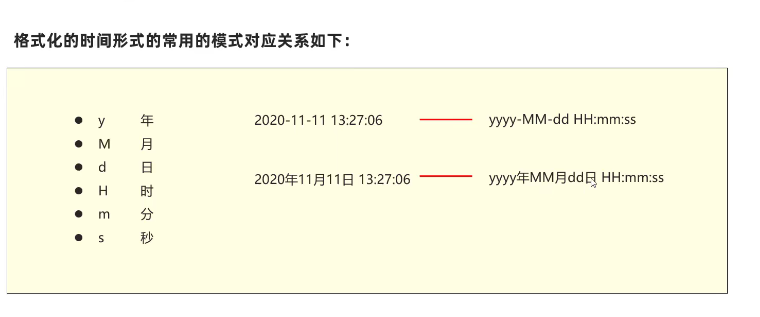 格式化的时间形式的常用的模式对应关系如下：
● y 年
● M 月
● d 日
● H 时
● m 分
● s 秒
2020-11-11 13:27:06 yyyy-MM-dd HH:mm:ss
2020年11月11日 13:27:06 yyyy年MM月dd日 HH:mm:ss